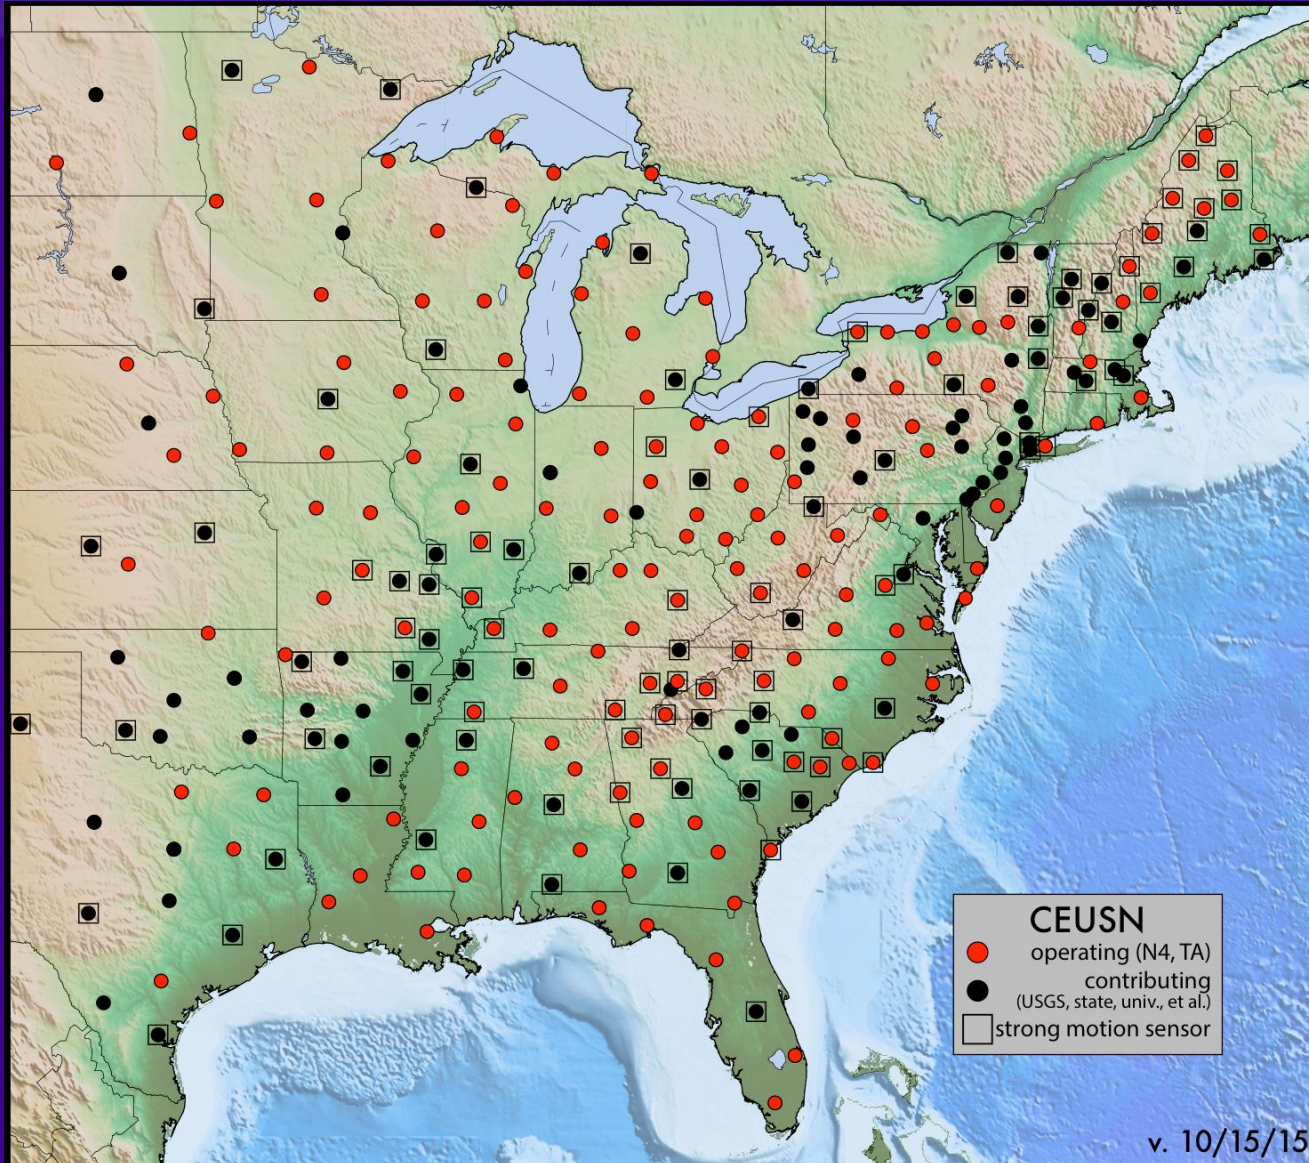 CEUSN
operating (N4, TA)
contributing
(USGS, state, univ., et al.)
strong motion sensor
v. 10/15/15